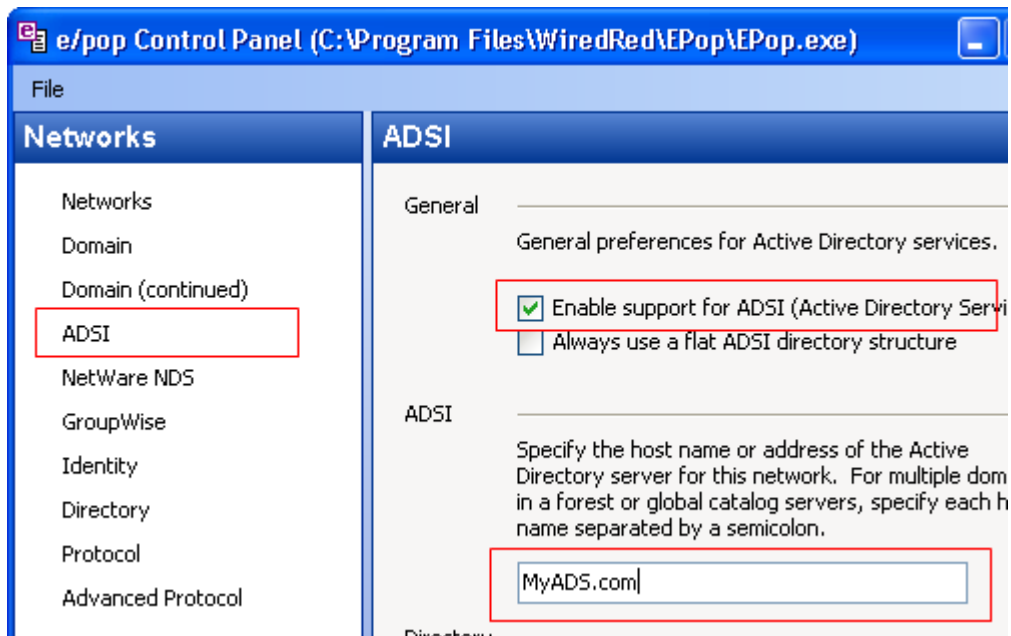 e/pop Control Panel (C:\Program Files\WiredRed\EPop\EPop.exe)
File
Networks
Networks
Domain
Domain (continued)
ADSI
NetWare NDS
GroupWise
Identity
Directory
Protocol
Advanced Protocol
ADSI
General
General preferences for Active Directory services.
Enable support for ADSI (Active Directory Servi
Always use a flat ADSI directory structure
ADSI
Specify the host name or address of the Active
Directory server for this network. For multiple dom
in a forest or global catalog servers, specify each h
name separated by a semicolon.
MyADS.com